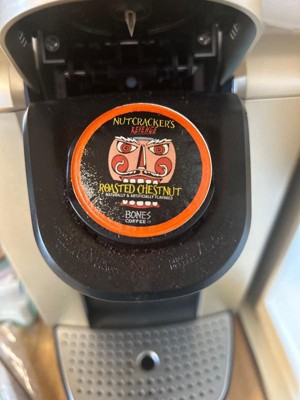 NUTCRACKER'S
REVENGE
ROASTED CHESTNUT
NATURALLY & ARTIFICIALLY FLAVORED
BONES
COFFEE CO